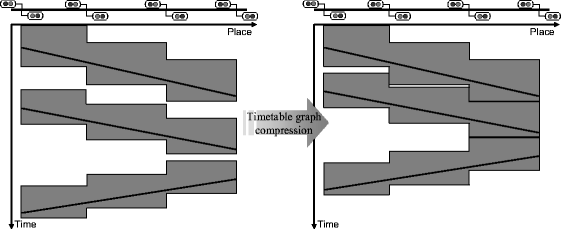 Place
Place
Timetable graph
compression
Time
Time